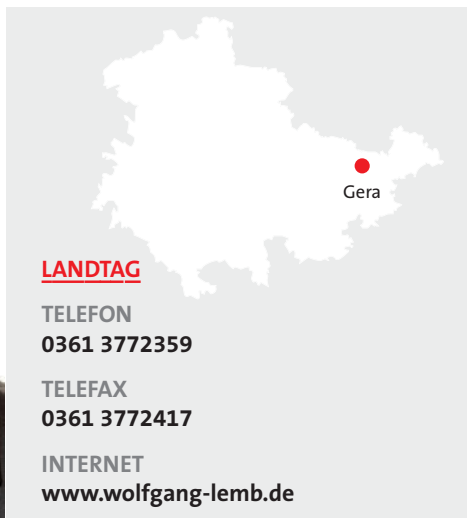 Gera
LANDTAG
TELEFON
0361 3772359
TELEFAX
0361 3772417
INTERNET
www.wolfgang-lemb.de